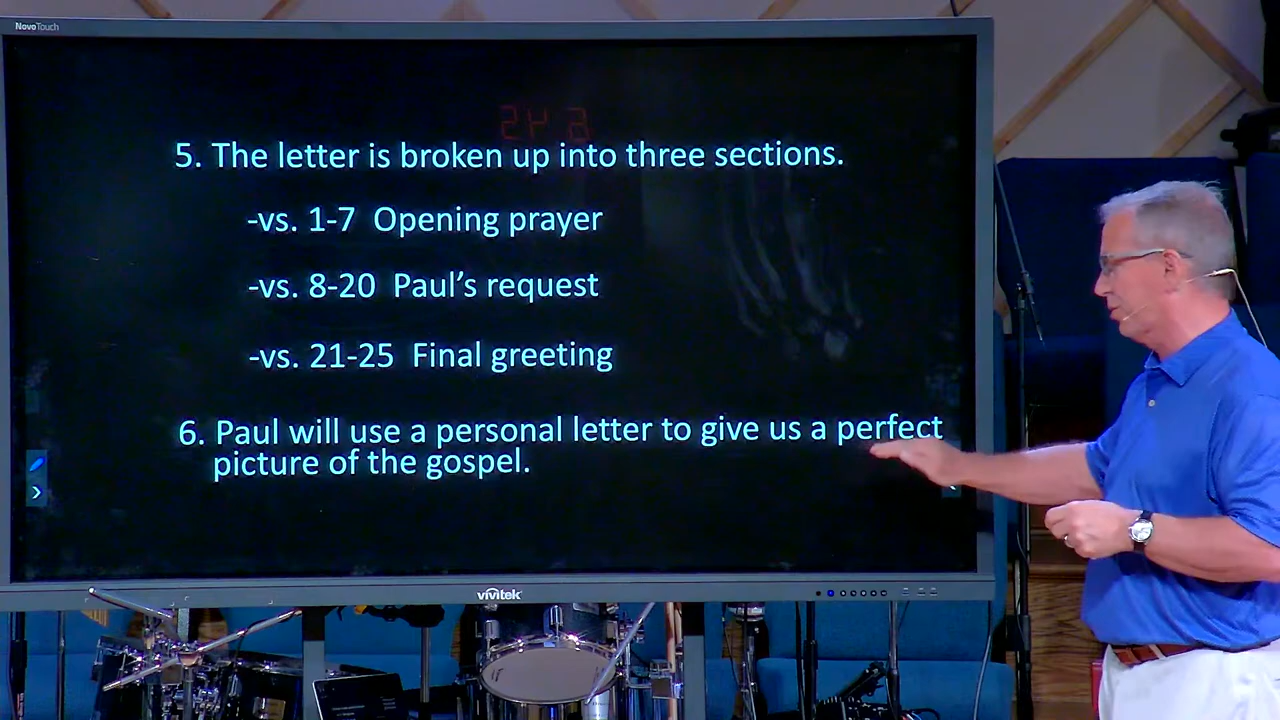 NovoTouch
5. The letter is broken up into three sections.
-vs. 1-7 Opening prayer
-vs. 8-20 Paul's request
-vs. 21-25 Final greeting
6. Paul will use a personal letter to give us a perfect
picture of the gospel.
vivitek